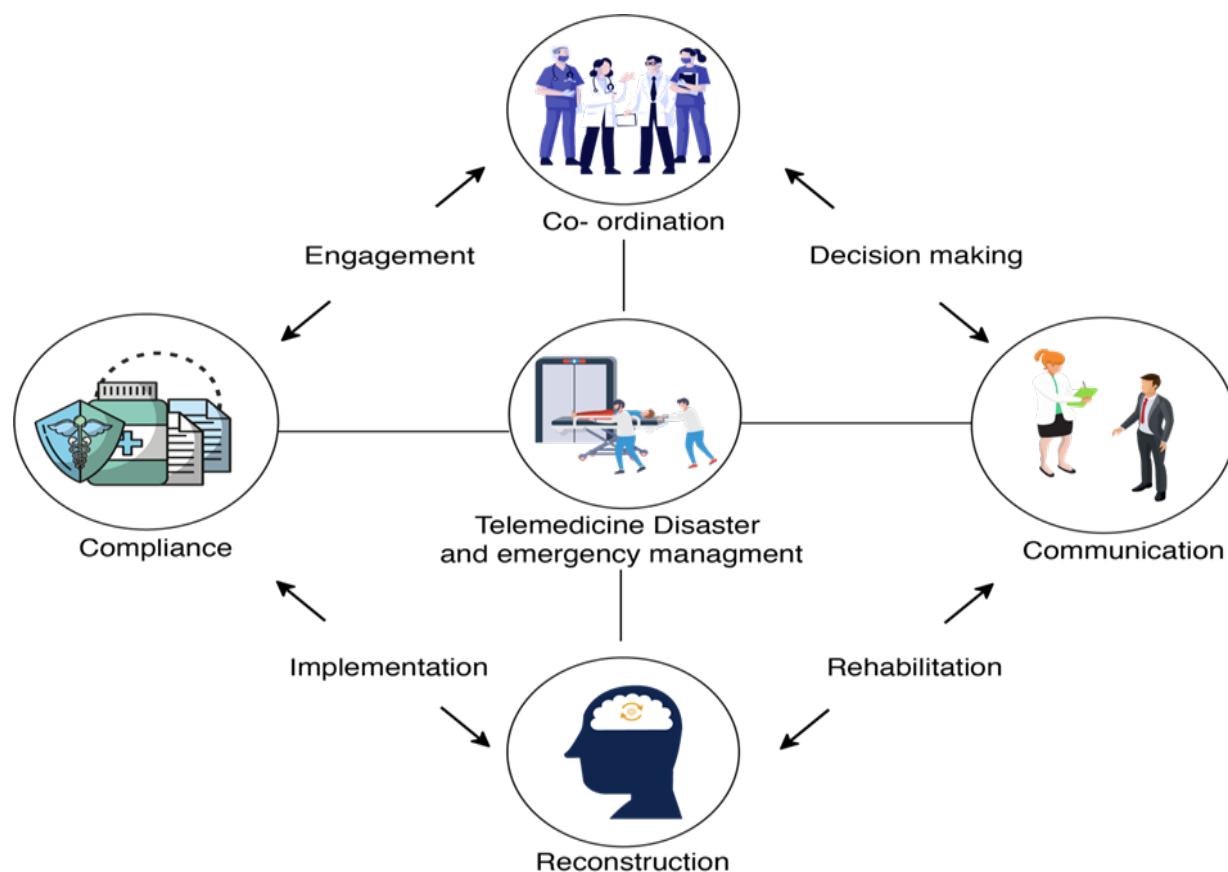 Co- ordination
Engagement
Decision making
Compliance
Telemedicine Disaster
and emergency managment
Communication
Implementation
Rehabilitation
Reconstruction